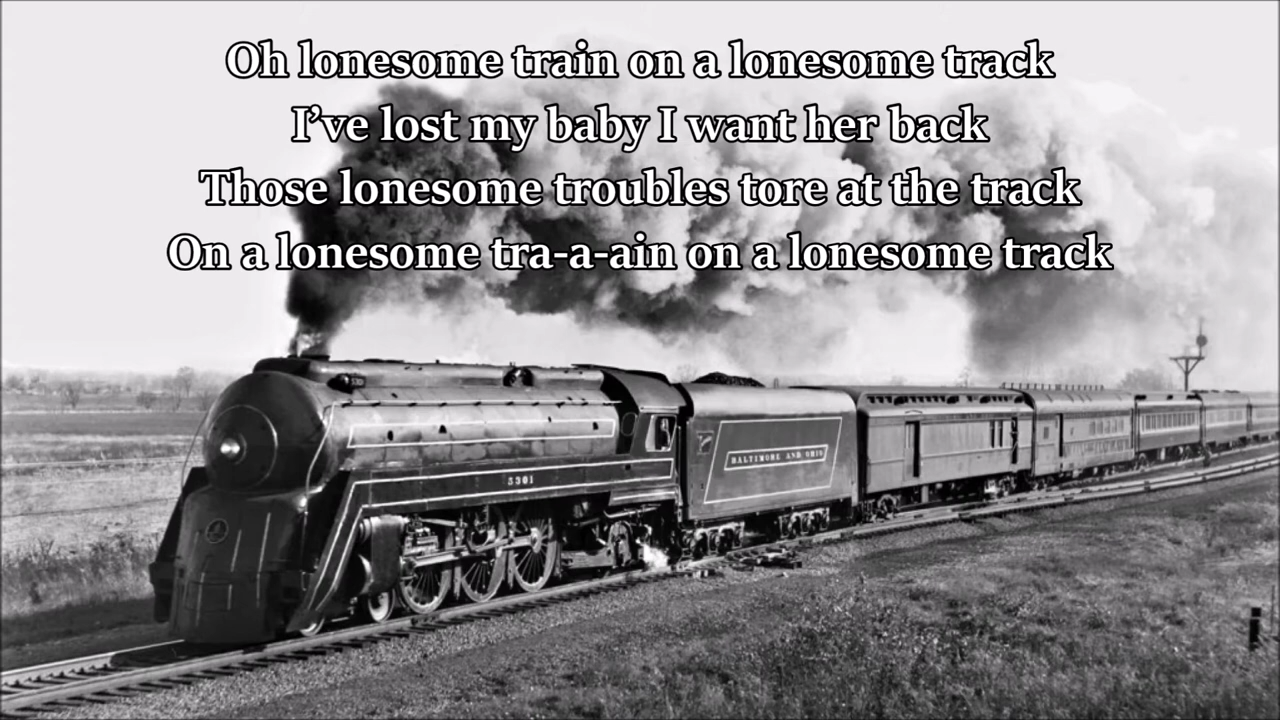 Oh lonesome train on a lonesome track
I’ve lost my baby I want her back
Those lonesome troubles tore at the track
On a lonesome tra-a-ain on a lonesome track
5301
BALTIMORE AND OHIO